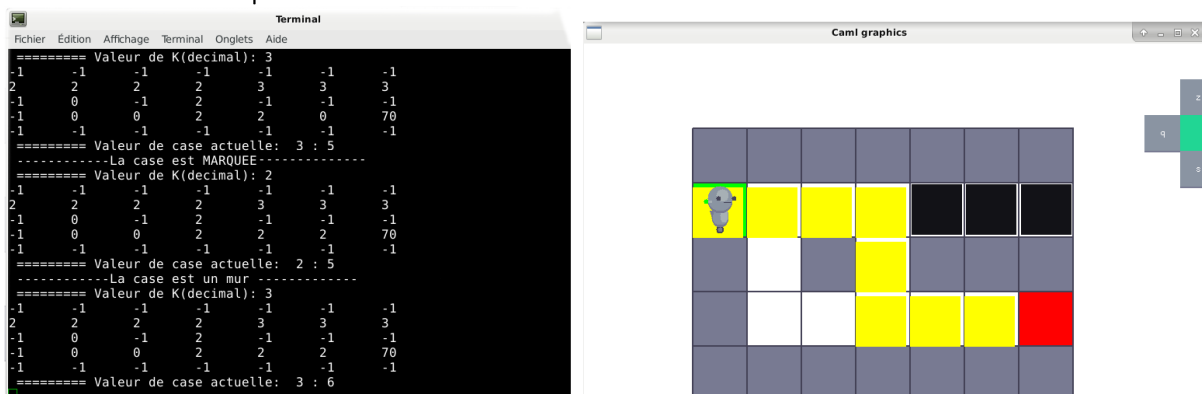 Terminal
Fichier Édition Affichage Terminal Onglets Aide
========= Valeur de K(decimal): 3
-1 -1 -1 -1 -1 -1 -1
2 2 2 2 3 3 3
-1 0 -1 2 -1 -1 -1
-1 0 0 2 2 0 70
-1 -1 -1 -1 -1 -1 -1
========= Valeur de case actuelle: 3 : 5
------------La case est MARQUEE--------------
========= Valeur de K(decimal): 2
-1 -1 -1 -1 -1 -1 -1
2 2 2 2 3 3 3
-1 0 -1 2 -1 -1 -1
-1 0 0 2 2 2 70
-1 -1 -1 -1 -1 -1 -1
========= Valeur de case actuelle: 2 : 5
------------La case est un mur -------------
========= Valeur de K(decimal): 3
-1 -1 -1 -1 -1 -1 -1
2 2 2 2 3 3 3
-1 0 -1 2 -1 -1 -1
-1 0 0 2 2 2 70
-1 -1 -1 -1 -1 -1 -1
========= Valeur de case actuelle: 3 : 6
Caml graphics
z
q
s